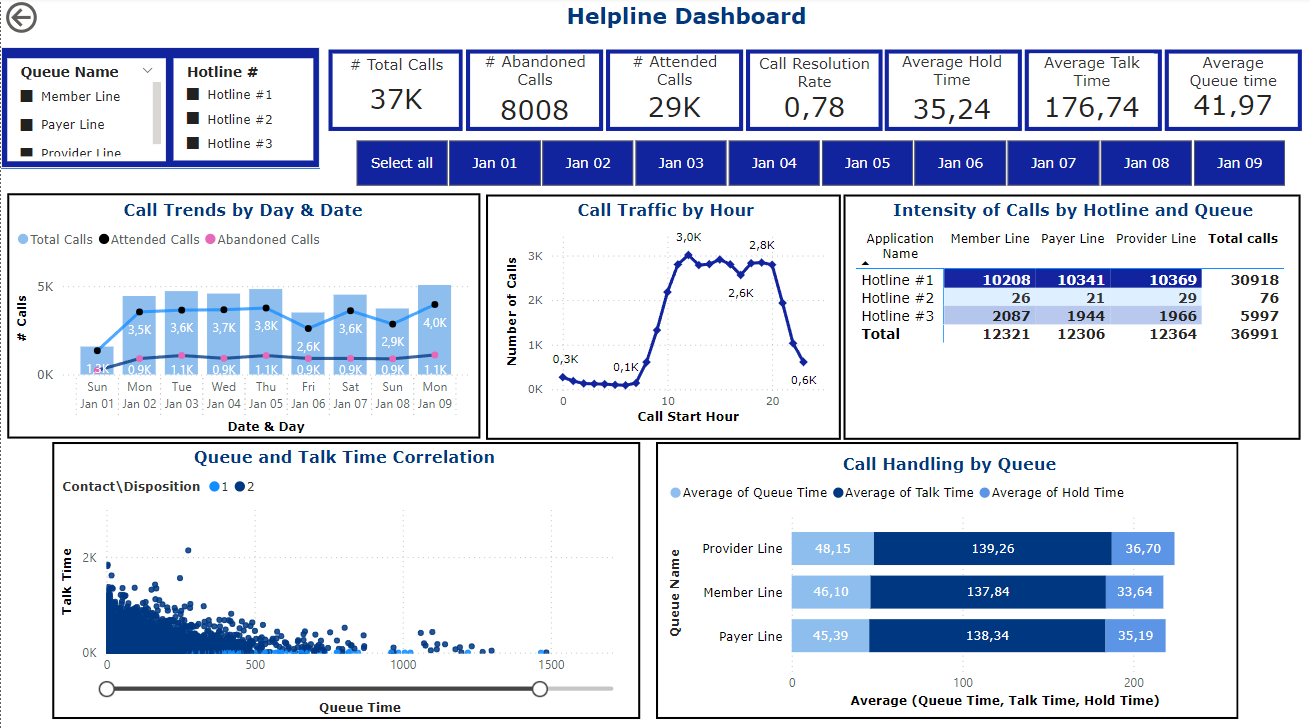 Helpline Dashboard
Queue Name
Member Line
Payer Line
Provider Line
Hotline #
Hotline #1
Hotline #2
Hotline #3
# Total Calls
37K
# Abandoned
Calls
8008
# Attended
Calls
29K
Call Resolution
Rate
0,78
Average Hold
Time
35,24
Average Talk
Time
176,74
Average
Queue time
41,97
Select all Jan 01 Jan 02 Jan 03 Jan 04 Jan 05 Jan 06 Jan 07 Jan 08 Jan 09
Call Trends by Day & Date
Total Calls Attended Calls Abandoned Calls
# Calls
5K
0K
3,5K 3,6K 3,7K 3,8K 2,6K 3,6K 2,9K 4,0K
0,9K 1,1K 0,9K 1,1K 0,9K 0,9K 0,9K 1,1K
Sun Mon Tue Wed Thu Fri Sat Sun Mon
Jan 01 Jan 02 Jan 03 Jan 04 Jan 05 Jan 06 Jan 07 Jan 08 Jan 09
Date & Day
Call Traffic by Hour
Number of Calls
3K
2K
1K
0K
0,3K
0,1K
3,0K
2,6K
2,8K
0,6K
0 10 20
Call Start Hour
Intensity of Calls by Hotline and Queue
Application
Name
Member Line Payer Line Provider Line Total calls
Hotline #1 10208 10341 10369 30918
Hotline #2 26 21 29 76
Hotline #3 2087 1944 1966 5997
Total 12321 12306 12364 36991
Queue and Talk Time Correlation
Contact\Disposition 1 2
Talk Time
2K
0K
0 500 1000 1500
Queue Time
Call Handling by Queue
Average of Queue Time Average of Talk Time Average of Hold Time
Queue Name
Provider Line 48,15 139,26 36,70
Member Line 46,10 137,84 33,64
Payer Line 45,39 138,34 35,19
0 100 200
Average (Queue Time, Talk Time, Hold Time)